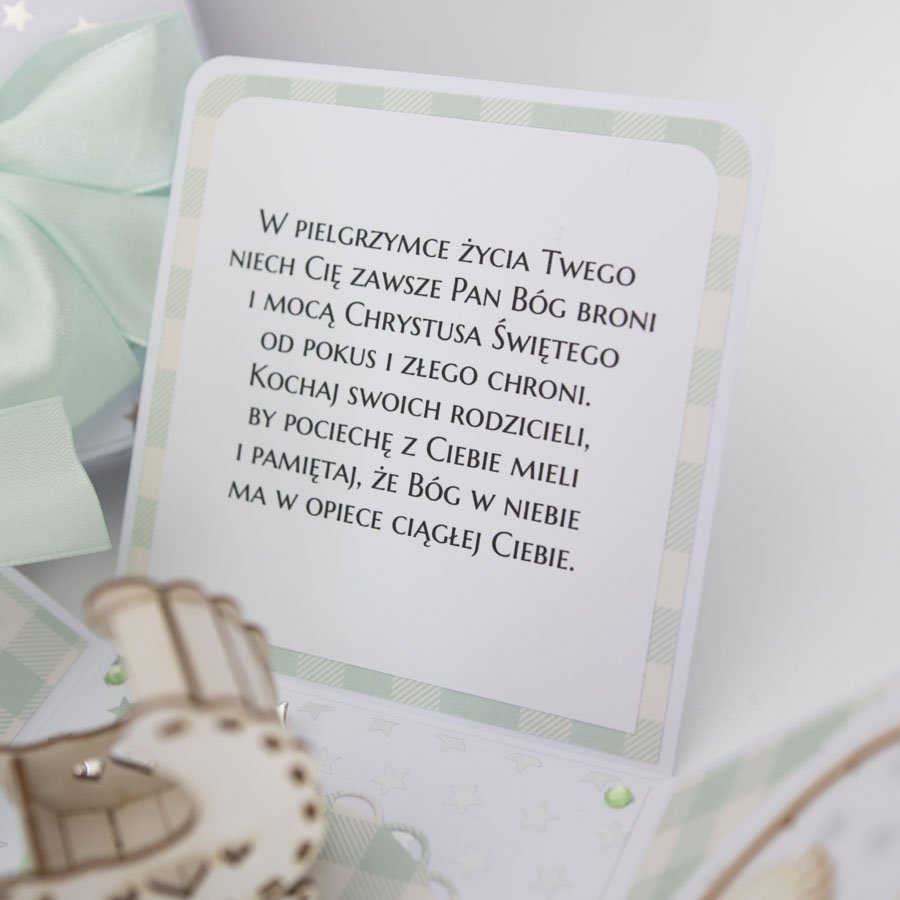 W pielgrzymce życia Twego
niech Cię zawsze Pan Bóg broni
i mocą Chrystusa Świętego
od pokus i złego chroni.
Kochaj swoich rodzicieli,
by pociechę z Ciebie mieli
i pamiętaj, że Bóg w niebie
ma w opiece ciągłej Ciebie.